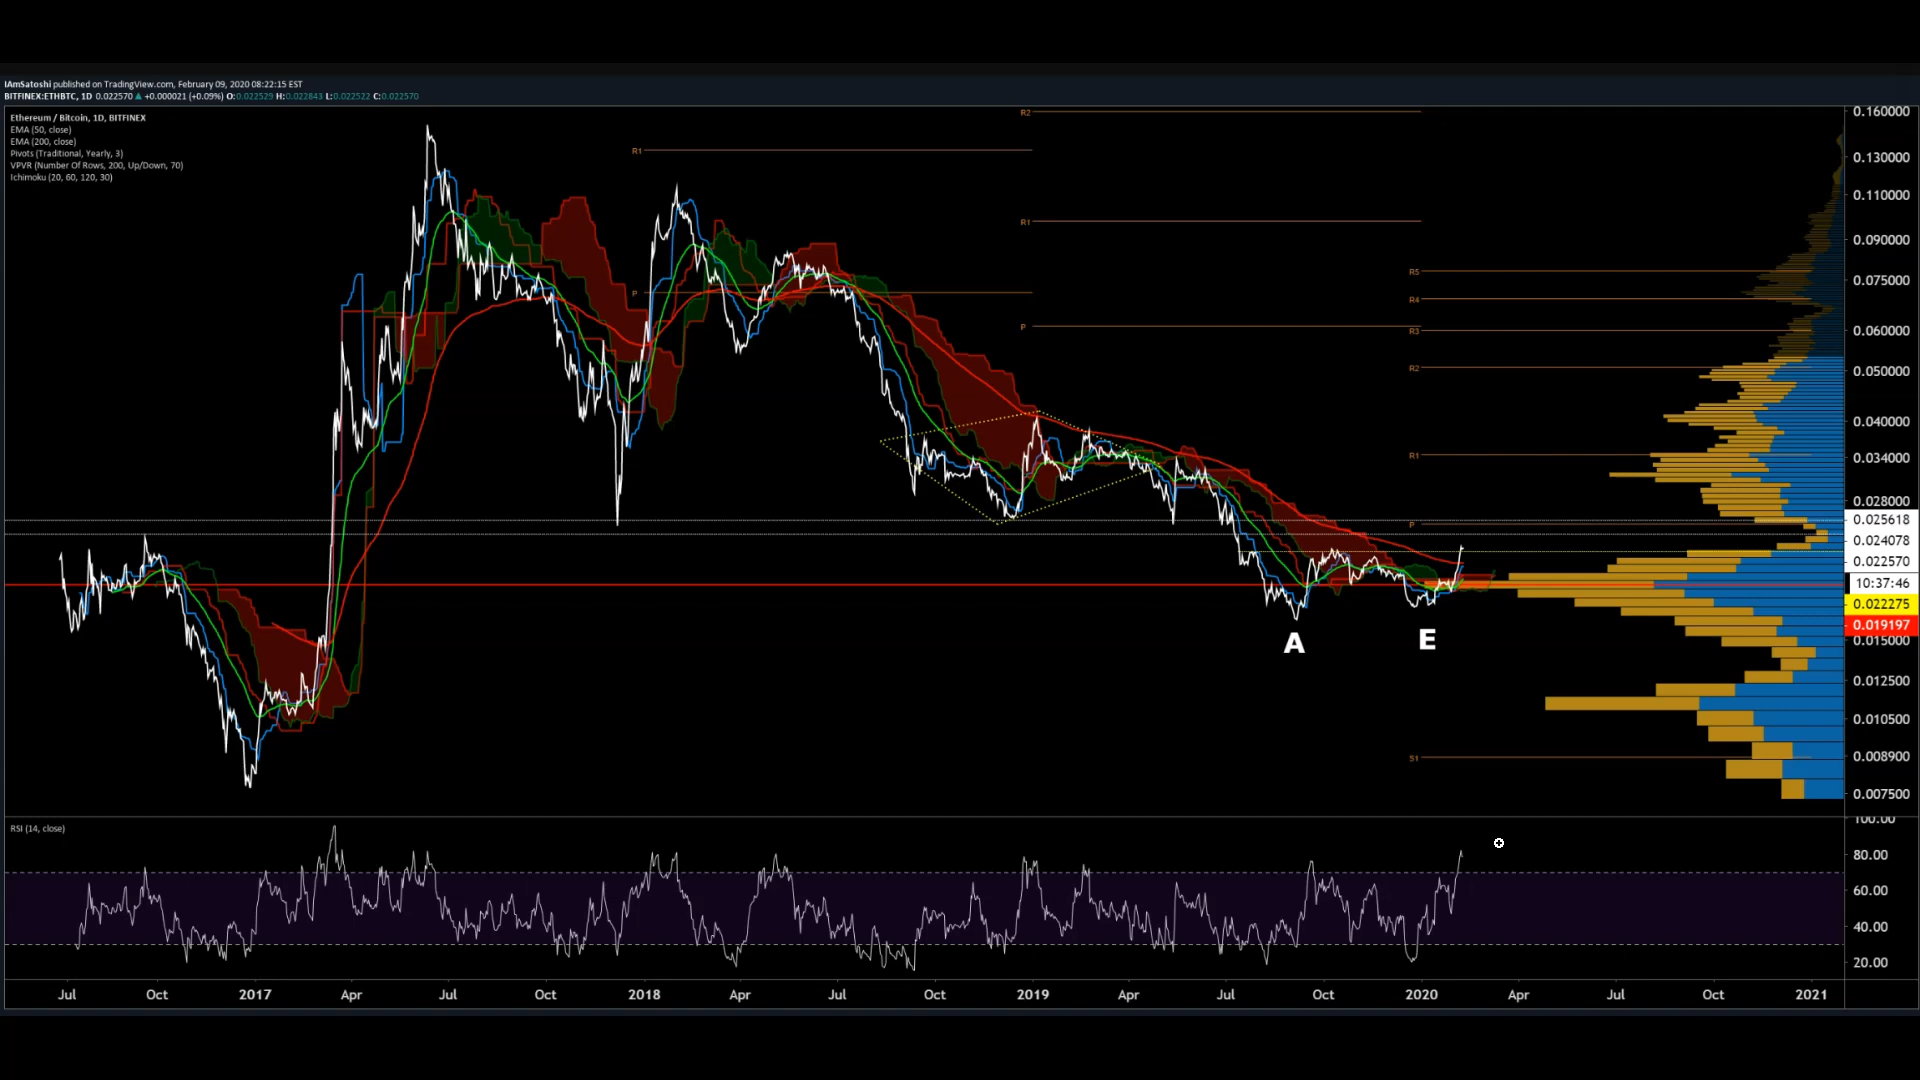 IAmSatoshi published on TradingView.com, February 09, 2020 08:22:15 EST
BITFINEX:ETHBTC, 1D 0.022570 ▲ +0.000021 (+0.09%) O:0.022529 H:0.022843 L:0.022522 C:0.022570
Ethereum / Bitcoin, 1D, BITFINEX
EMA (50, close)
EMA (200, close)
Pivots (Traditional, Yearly, 3)
VPVR (Number Of Rows, 200, Up/Down, 70)
Ichimoku (20, 60, 120, 30)
R2
R1
R1
R5
P
R4
P
R3
R2
R1
P
A
E
S1
0.160000
0.130000
0.110000
0.090000
0.075000
0.060000
0.050000
0.040000
0.034000
0.028000
0.025618
0.024078
0.022570
10:37:46
0.022275
0.019197
0.015000
0.012500
0.010500
0.008900
0.007500
RSI (14, close)
100.00
80.00
60.00
40.00
20.00
Jul Oct 2017 Apr Jul Oct 2018 Apr Jul Oct 2019 Apr Jul Oct 2020 Apr Jul Oct 2021